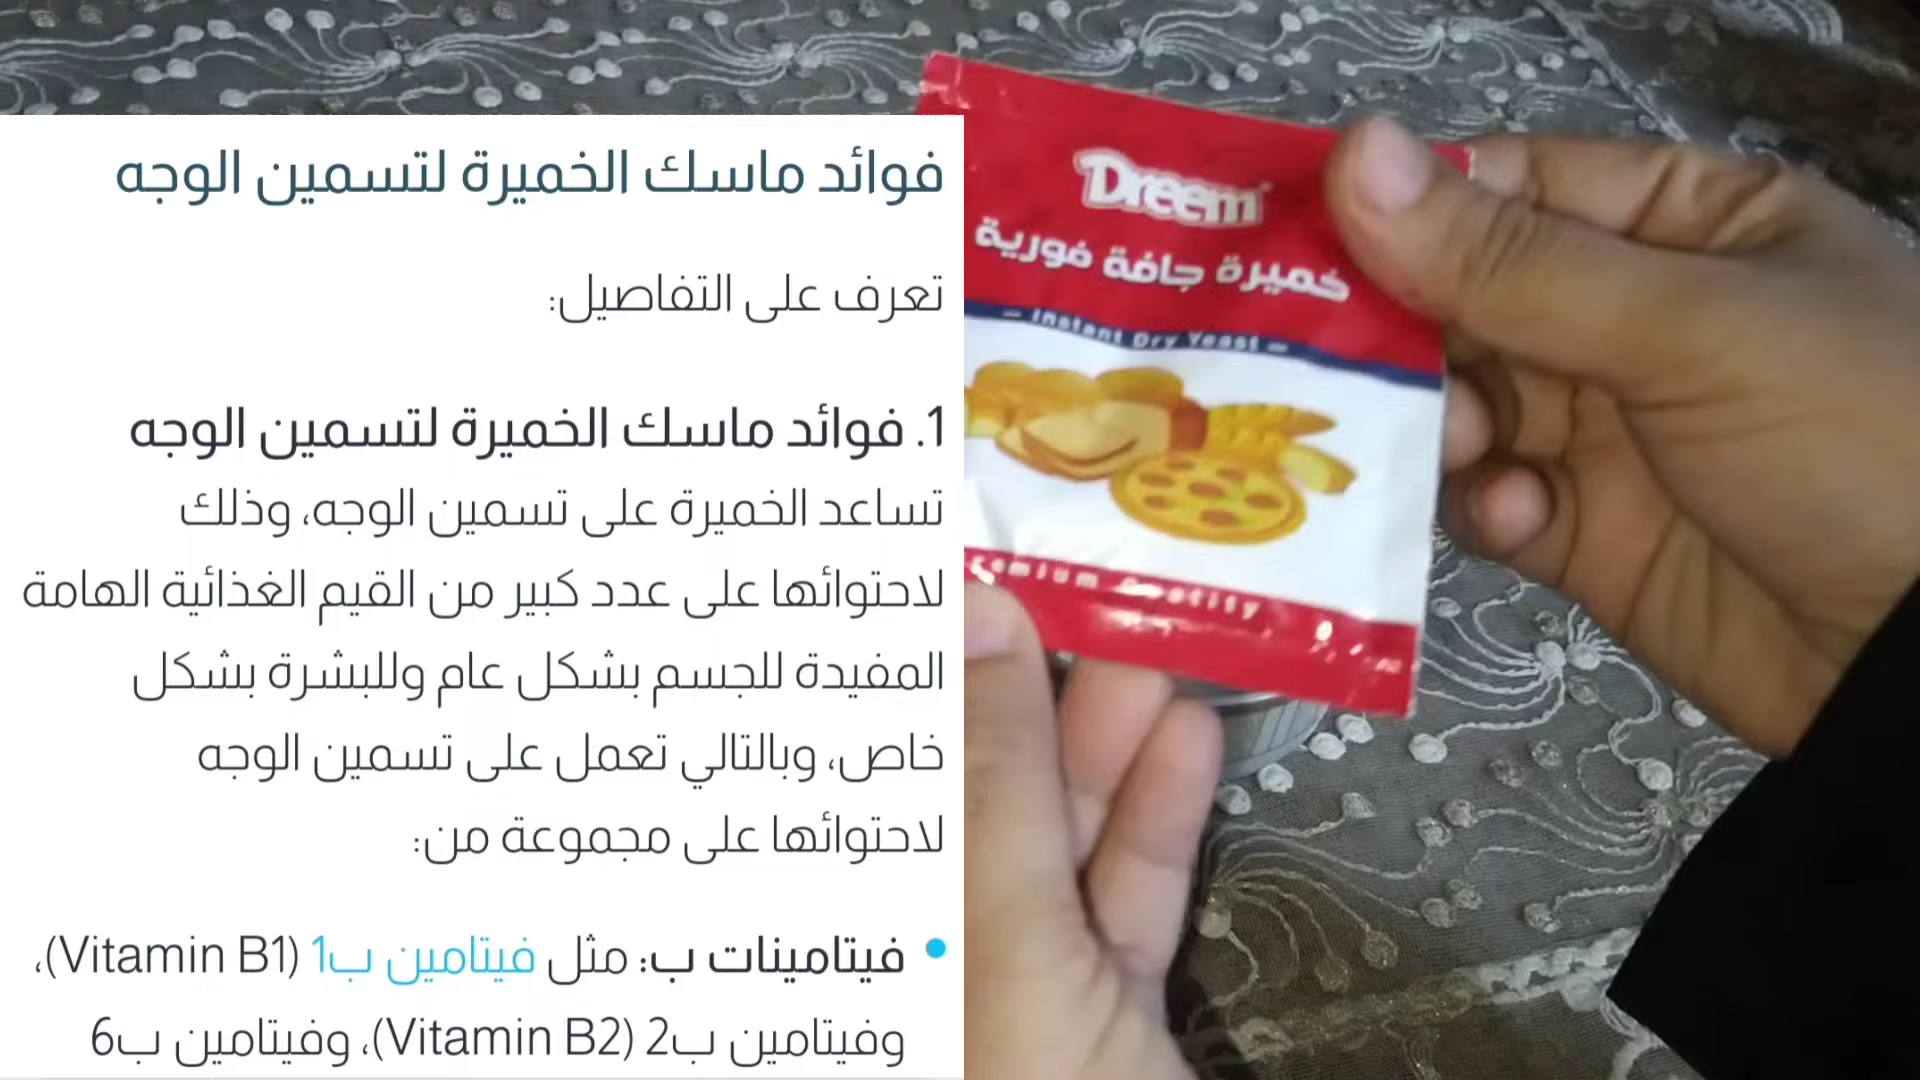 فوائد ماسك الخميرة لتسمين الوجه
تعرف على التفاصيل:
1. فوائد ماسك الخميرة لتسمين الوجه
تساعد الخميرة على تسمين الوجه، وذلك
لاحتوائها على عدد كبير من القيم الغذائية الهامة
المفيدة للجسم بشكل عام وللبشرة بشكل
خاص، وبالتالي تعمل على تسمين الوجه
لاحتوائها على مجموعة من:
• فيتامينات ب: مثل فيتامين ب1 (Vitamin B1)،
وفيتامين ب2 (Vitamin B2)، وفيتامين ب6
Dreem
خميرة جافة فورية
– Instant Dry Yeast –